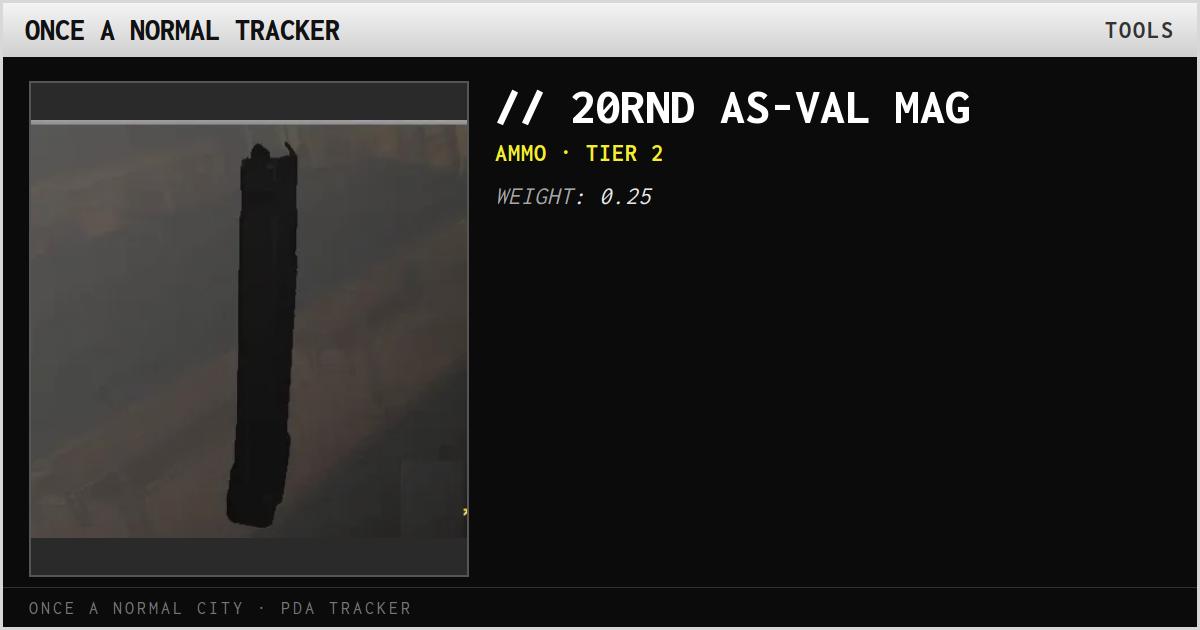 ONCE A NORMAL TRACKER
TOOLS
// 20RND AS-VAL MAG
AMMO · TIER 2
WEIGHT: 0.25
ONCE A NORMAL CITY · PDA TRACKER